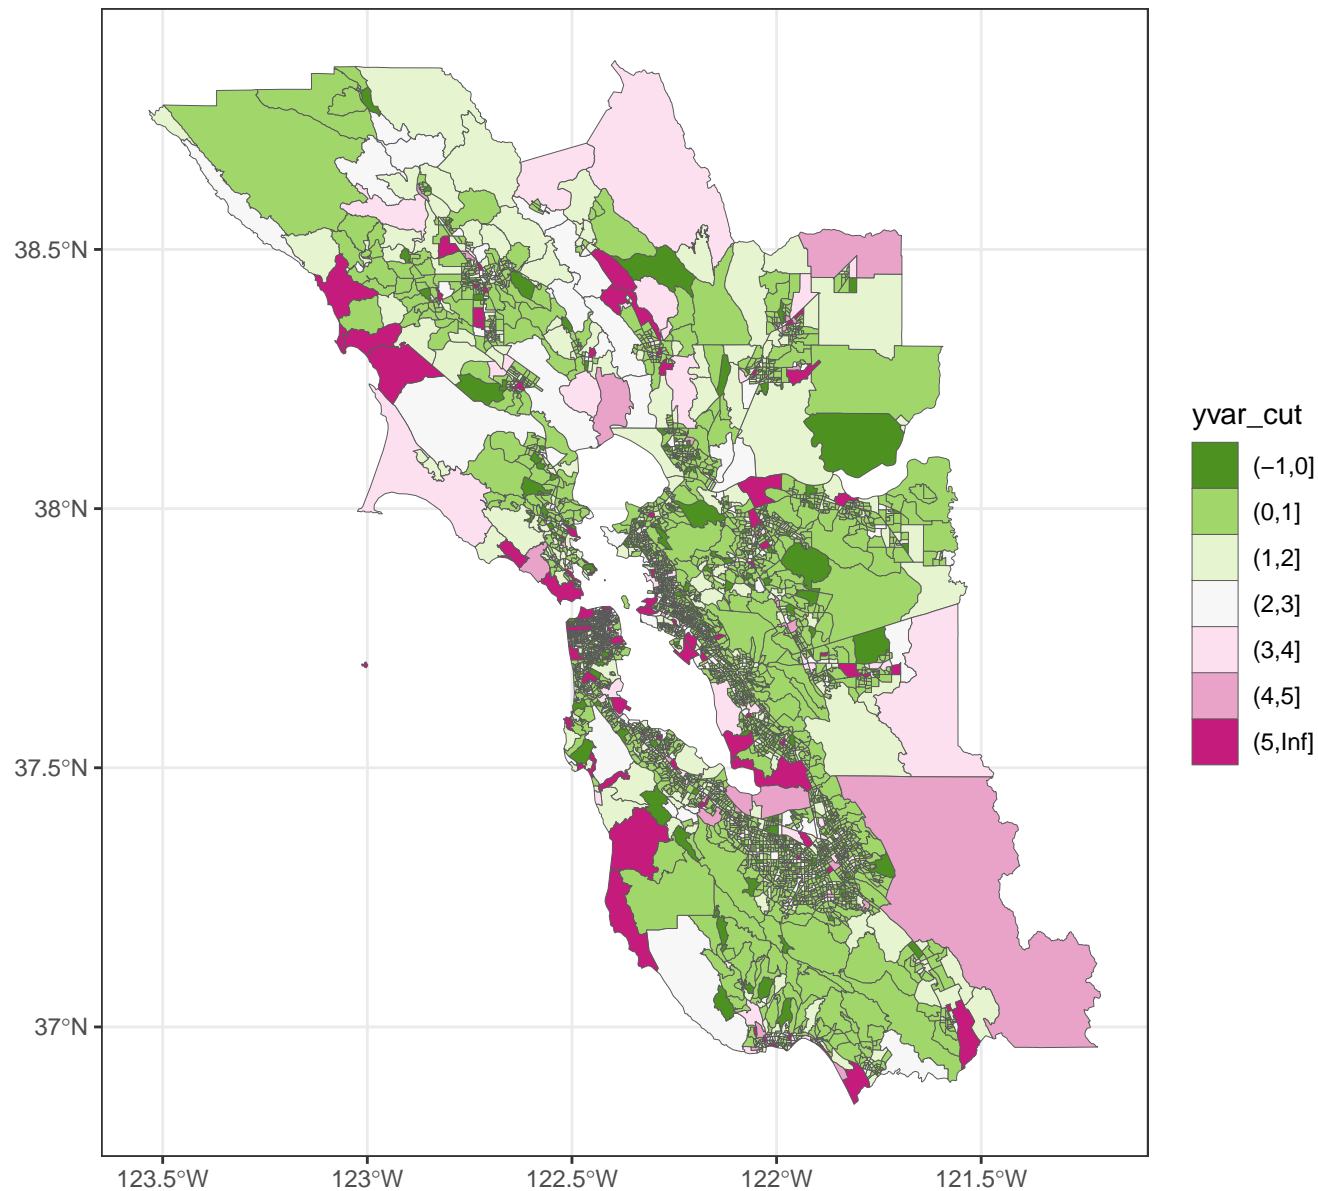 38.5°N
38°N
37.5°N
37°N
123.5°W
123°W
122.5°W
122°W
121.5°W
yvar_cut
(−1,0]
(0,1]
(1,2]
(2,3]
(3,4]
(4,5]
(5,Inf]